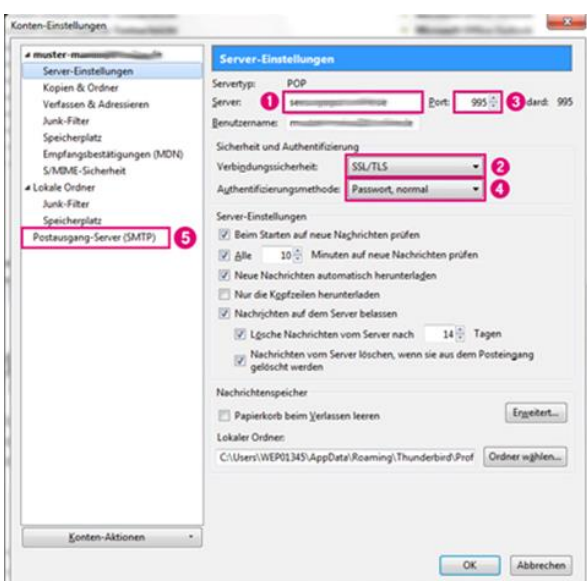 Konten-Einstellungen
muster-
Server-Einstellungen
Kopien & Ordner
Verfassen & Adressieren
Junk-Filter
Speicherplatz
Empfangsbestätigungen (MDN)
S/MIME-Sicherheit
Lokale Ordner
Junk-Filter
Speicherplatz
Postausgang-Server (SMTP) 5
Konten-Aktionen
Server-Einstellungen
Servertyp: POP
Server: 1 Port: 995 3 dard: 995
Benutzername:
Sicherheit und Authentifizierung
Verbindungssicherheit: SSL/TLS 2
Authentifizierungsmethode: Passwort, normal 4
Server-Einstellungen
Beim Starten auf neue Nachrichten prüfen
Alle 10 Minuten auf neue Nachrichten prüfen
Neue Nachrichten automatisch herunterladen
Nur die Kopfzeilen herunterladen
Nachrichten auf dem Server belassen
Lösche Nachrichten vom Server nach 14 Tagen
Nachrichten vom Server löschen, wenn sie aus dem Posteingang
gelöscht werden
Nachrichtenspeicher
Papierkorb beim Verlassen leeren
Erweitert...
Lokaler Ordner:
C:\Users\WEP01345\AppData\Roaming\Thunderbird\Prof Ordner wählen...
OK Abbrechen